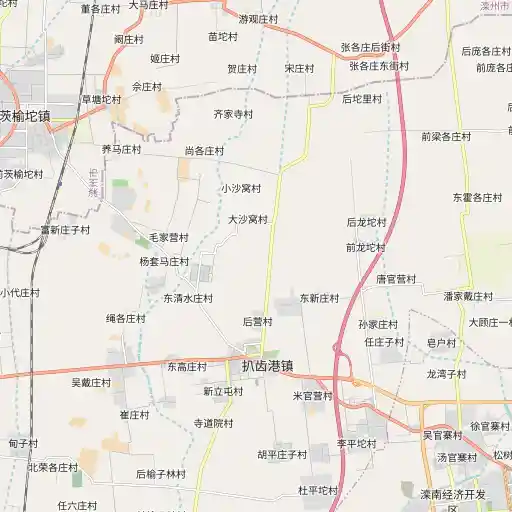 坨村
董各庄村
大马庄村
游观庄村
滦州市
阚庄村
苗坨村
张各庄后街村
后庞各庄村
姬庄村
贺庄村
宋庄村
张各庄东街村
前庞各庄村
佘庄村
草塘坨村
后坨里村
茨榆坨镇
齐家寺村
前梁各庄村
养马庄村
尚各庄村
前茨榆坨村
小沙窝村
东霍各庄村
大沙窝村
后龙坨村
富新庄子村
毛家营村
前龙坨村
杨套马庄村
唐官营村
小代庄村
东清水庄村
东新庄村
潘家戴庄村
绳各庄村
后营村
孙家庄村
大顾庄一村
任庄子村
皂户村
东高庄村
扒齿港镇
龙湾子村
吴戴庄村
新立屯村
米官营村
崔庄村
寺道院村
徐官寨村
吴官寨村
甸子村
李平坨村
胡平庄子村
汤官寨村
松树
北荣各庄村
后榆子林村
任六庄村
杜平坨村
滦南经济开发
区